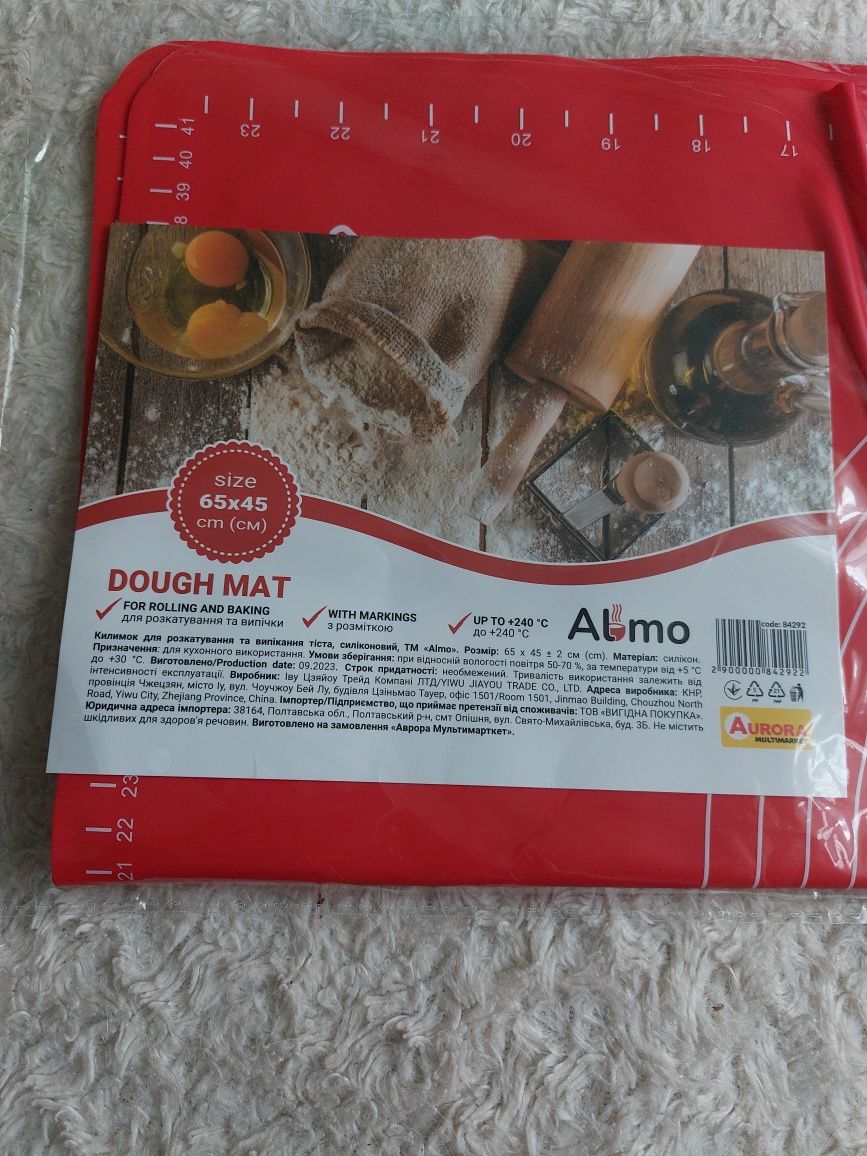 23 22 21 20 19 18 17
41
40
39
8
size
65x45
cm (см)
DOUGH MAT
FOR ROLLING AND BAKING
для розкатування та випічки
WITH MARKINGS
з розміткою
UP TO +240 °C
до +240 °C
Almo
code: 84292
2 900000 842922
Килимок для розкатування та випікання тіста, силіконовий, ТМ «Almo». Розмір: 65 x 45 ± 2 см (cm). Матеріал: силікон.
Призначення: для кухонного використання. Умови зберігання: при відносній вологості повітря 50-70 %, за температури від +5 °C
до +30 °C. Виготовлено/Production date: 09.2023. Строк придатності: необмежений. Тривалість використання залежить від
інтенсивності експлуатації. Виробник: Іву Цзяйоу Трейд Компані ЛТД/YIWU JIAYOU TRADE CO., LTD. Адреса виробника: КНР,
провінція Чжецзян, місто Іу, вул. Чоучжоу Бей Лу, будівля Цзіньмао Тауер, офіс 1501/Room 1501, Jinmao Building, Chouzhou North
Road, Yiwu City, Zhejiang Province, China. Імпортер/Підприємство, що приймає претензії від споживачів: ТОВ «ВИГІДНА ПОКУПКА».
Юридична адреса імпортера: 38164, Полтавська обл., Полтавський р-н, смт Опішня, вул. Свято-Михайлівська, буд. 3Б. Не містить
шкідливих для здоров'я речовин. Виготовлено на замовлення «Аврора Мультимарткет».
PP
PAP
AURORA
MULTIMARKET
23
22
21